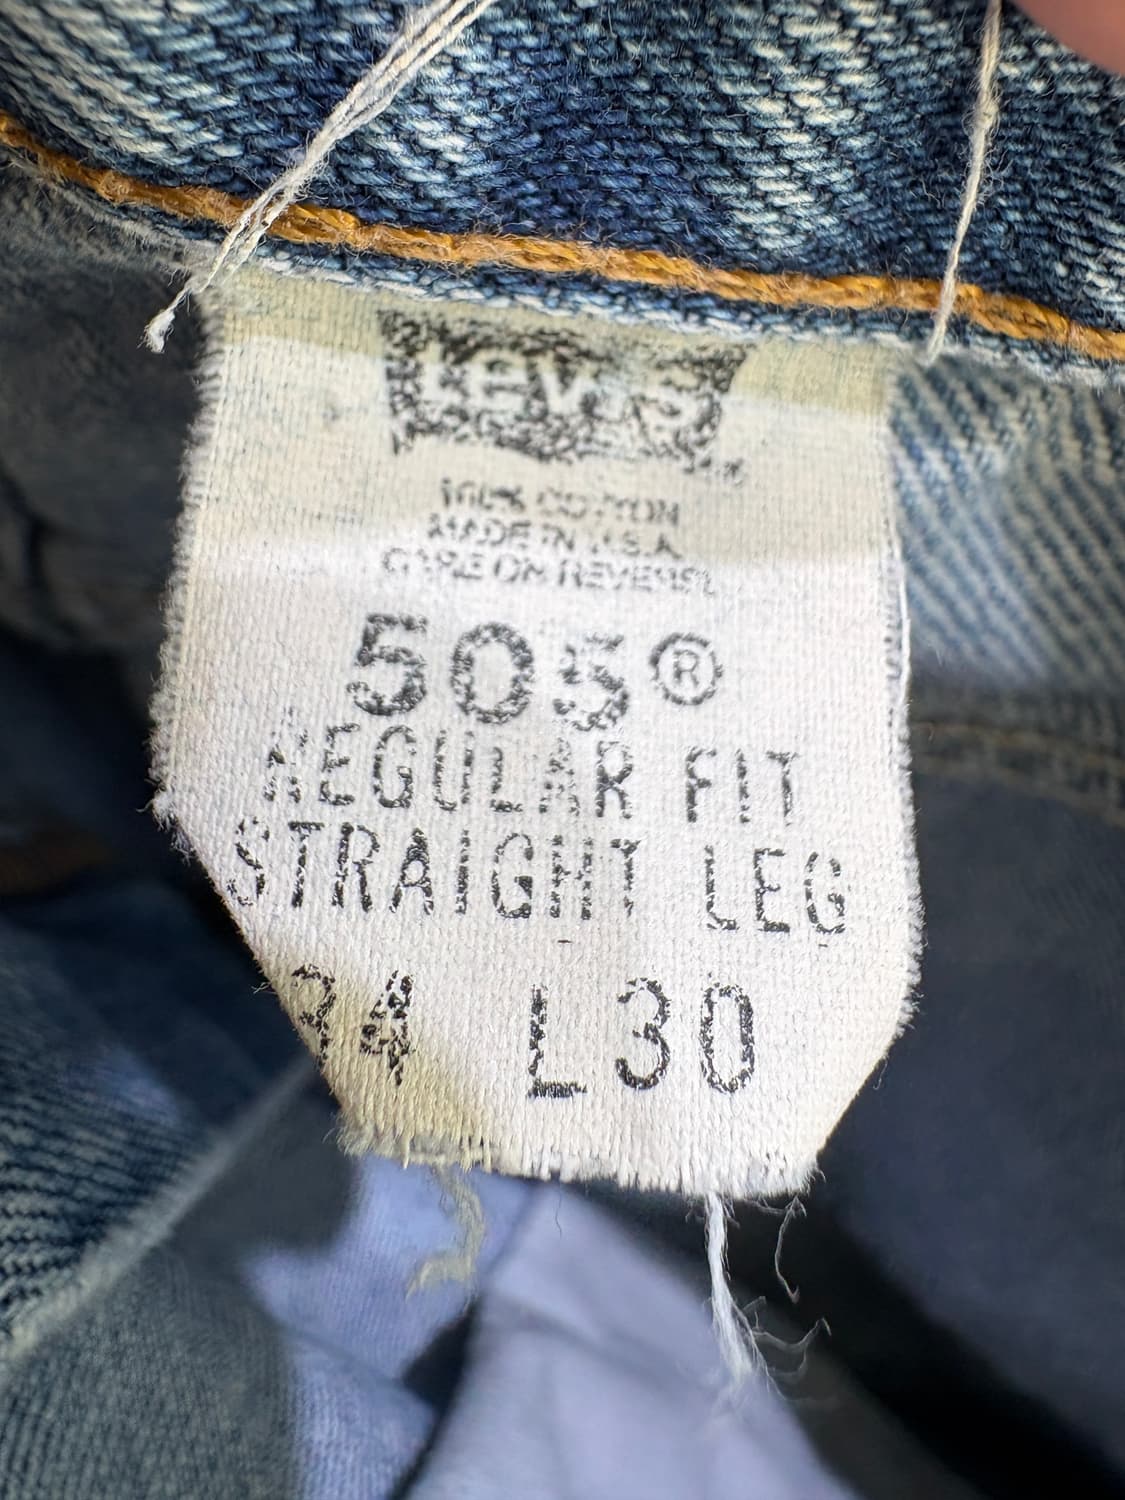 Levi's
100% COTTON
MADE IN U.S.A.
CARE ON REVERSE
505®
REGULAR FIT
STRAIGHT LEG
34 L30